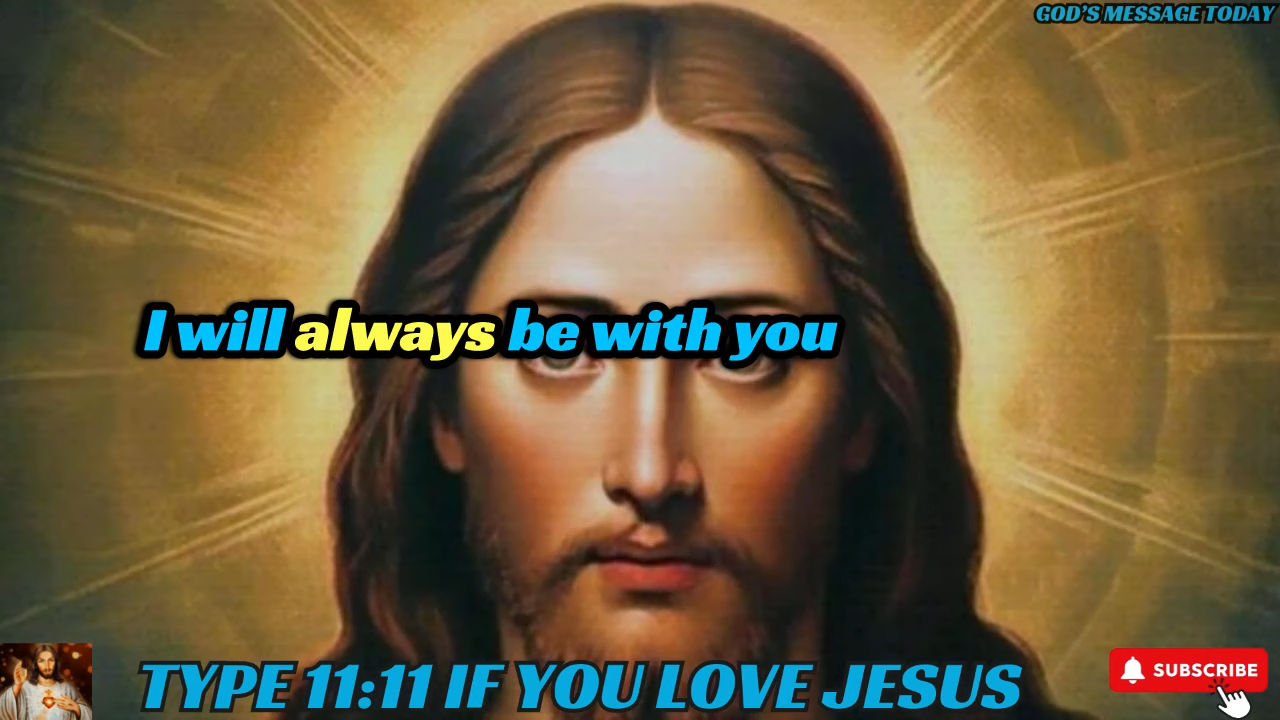 GOD'S MESSAGE TODAY
I will always be with you
TYPE 11:11 IF YOU LOVE JESUS
SUBSCRIBE